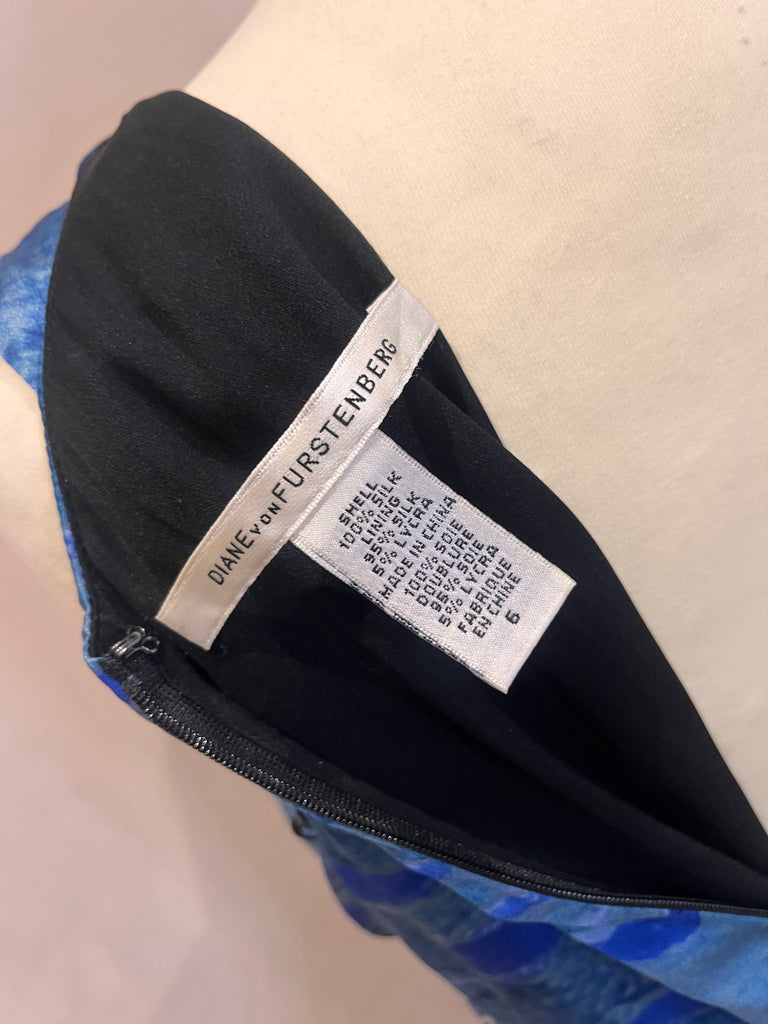 DIANE von FURSTENBERG
SHELL
100% SILK
LINING
95% SILK
5% LYCRA
MADE IN CHINA
100% SOIE
DOUBLURE
95% SOIE
5% LYCRA
FABRIQUE
EN CHINE
6